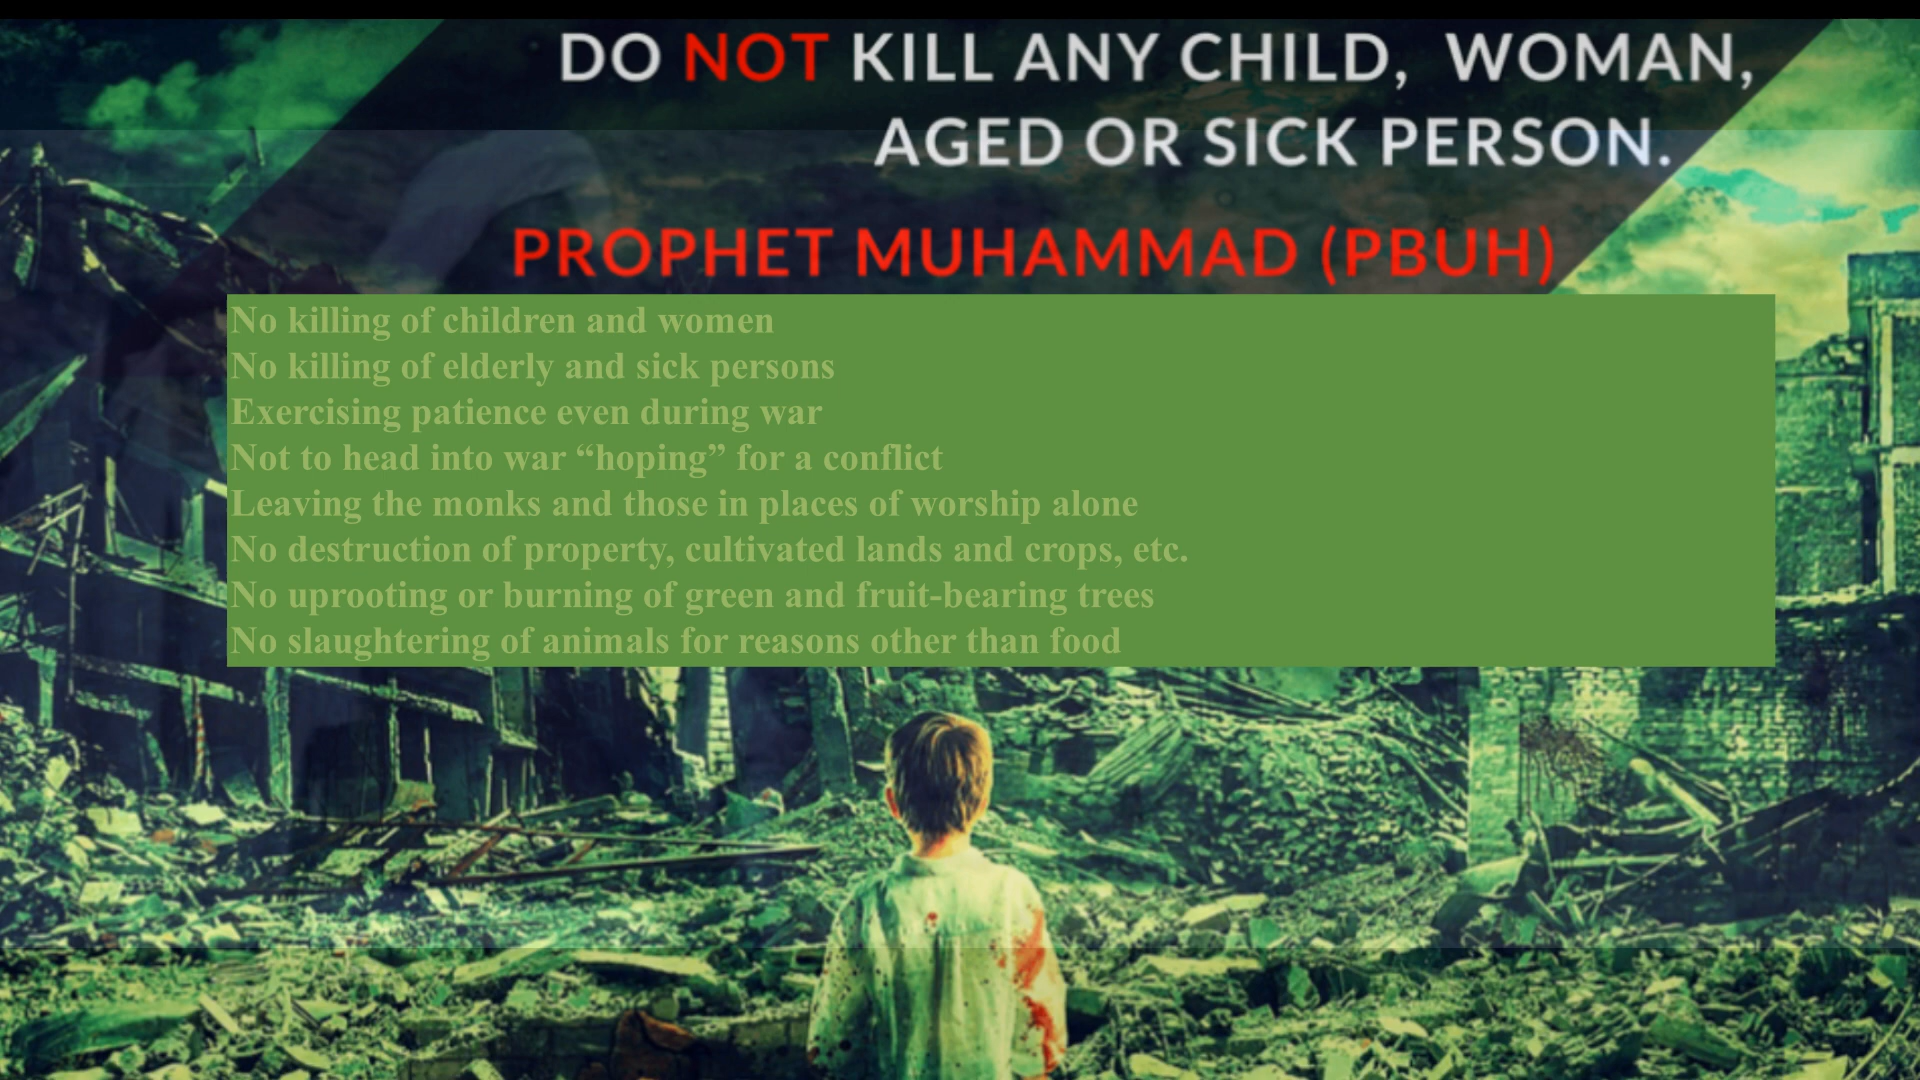 DO NOT KILL ANY CHILD, WOMAN,
AGED OR SICK PERSON.
PROPHET MUHAMMAD (PBUH)
No killing of children and women
No killing of elderly and sick persons
Exercising patience even during war
Not to head into war “hoping” for a conflict
Leaving the monks and those in places of worship alone
No destruction of property, cultivated lands and crops, etc.
No uprooting or burning of green and fruit-bearing trees
No slaughtering of animals for reasons other than food